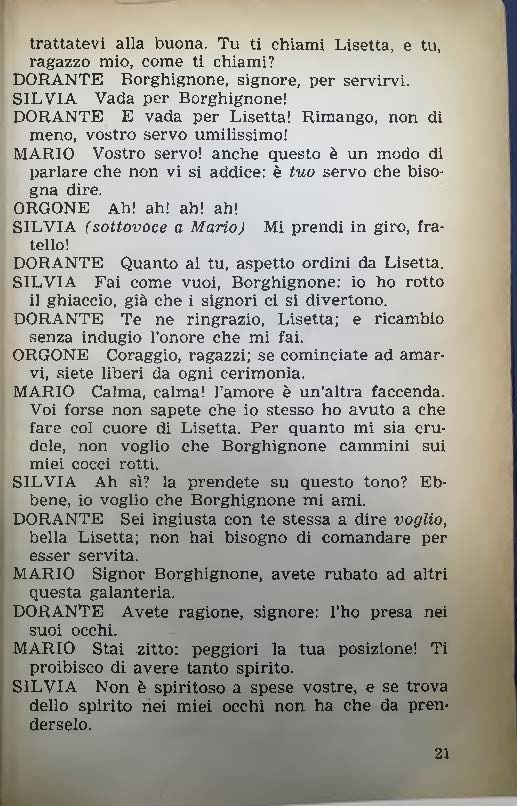 trattatevi alla buona. Tu ti chiami Lisetta, e tu,
ragazzo mio, come ti chiami?
DORANTE Borghignone, signore, per servirvi.
SILVIA Vada per Borghignone!
DORANTE E vada per Lisetta! Rimango, non di
meno, vostro servo umilissimo!
MARIO Vostro servo! anche questo è un modo di
parlare che non vi si addice: è tuo servo che biso-
gna dire.
ORGONE Ah! ah! ah! ah!
SILVIA (sottovoce a Mario) Mi prendi in giro, fra-
tello!
DORANTE Quanto al tu, aspetto ordini da Lisetta.
SILVIA Fai come vuoi, Borghignone: io ho rotto
il ghiaccio, già che i signori ci si divertono.
DORANTE Te ne ringrazio, Lisetta; e ricambio
senza indugio l'onore che mi fai.
ORGONE Coraggio, ragazzi; se cominciate ad amar-
vi, siete liberi da ogni cerimonia.
MARIO Calma, calma! l'amore è un'altra faccenda.
Voi forse non sapete che io stesso ho avuto a che
fare col cuore di Lisetta. Per quanto mi sia cru-
dele, non voglio che Borghignone cammini sui
miei cocci rotti.
SILVIA Ah sì? la prendete su questo tono? Eb-
bene, io voglio che Borghignone mi ami.
DORANTE Sei ingiusta con te stessa a dire voglio,
bella Lisetta; non hai bisogno di comandare per
esser servita.
MARIO Signor Borghignone, avete rubato ad altri
questa galanteria.
DORANTE Avete ragione, signore: l'ho presa nei
suoi occhi.
MARIO Stai zitto: peggiori la tua posizione! Ti
proibisco di avere tanto spirito.
SILVIA Non è spiritoso a spese vostre, e se trova
dello spirito nei miei occhi non ha che da pren-
derselo.
21